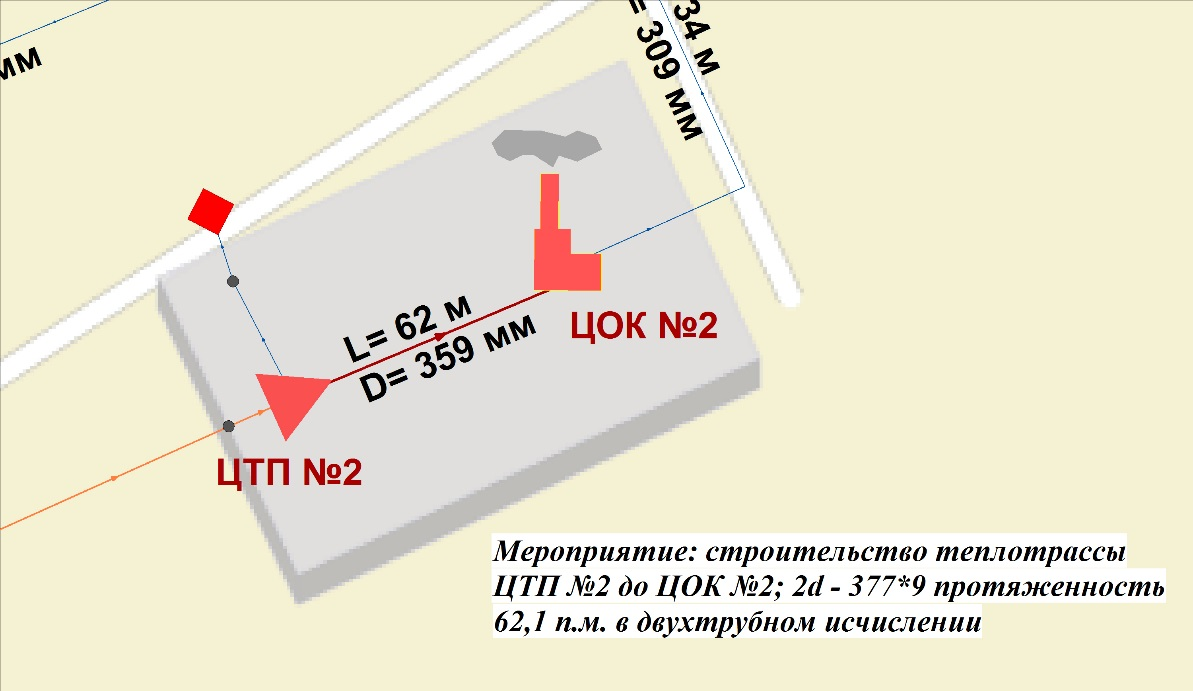 мм
34 м
= 309 мм
L= 62 м
D= 359 мм
ЦОК №2
ЦТП №2
Мероприятие: строительство теплотрассы
ЦТП №2 до ЦОК №2; 2d - 377*9 протяженность
62,1 п.м. в двухтрубном исчислении